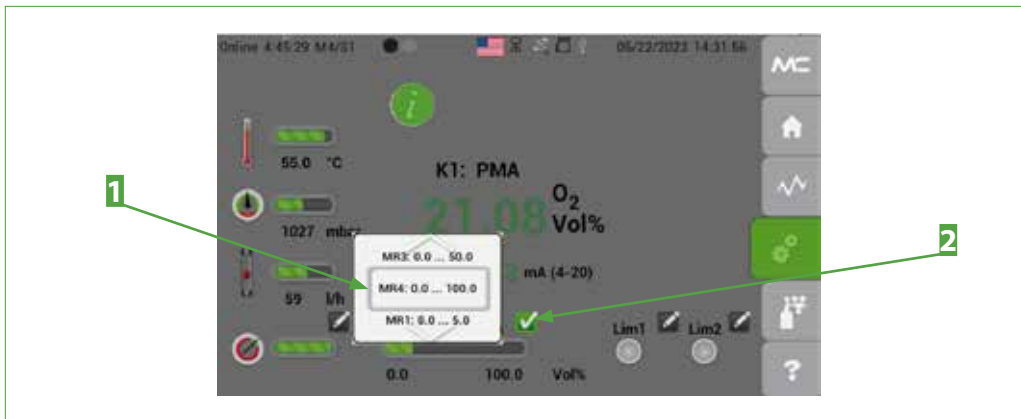 Online 4:45:29 M4/S1 06/22/2023 14:31:56
MC
i
55.0 °C
K1: PMA
1
21.08 O2
Vol%
1027
2
MR3: 0.0 ... 50.0
mA (4-20)
MR4: 0.0 ... 100.0
59 l/h
MR1: 0.0 ... 5.0
Lim1 Lim2
0.0 100.0 Vol%
?